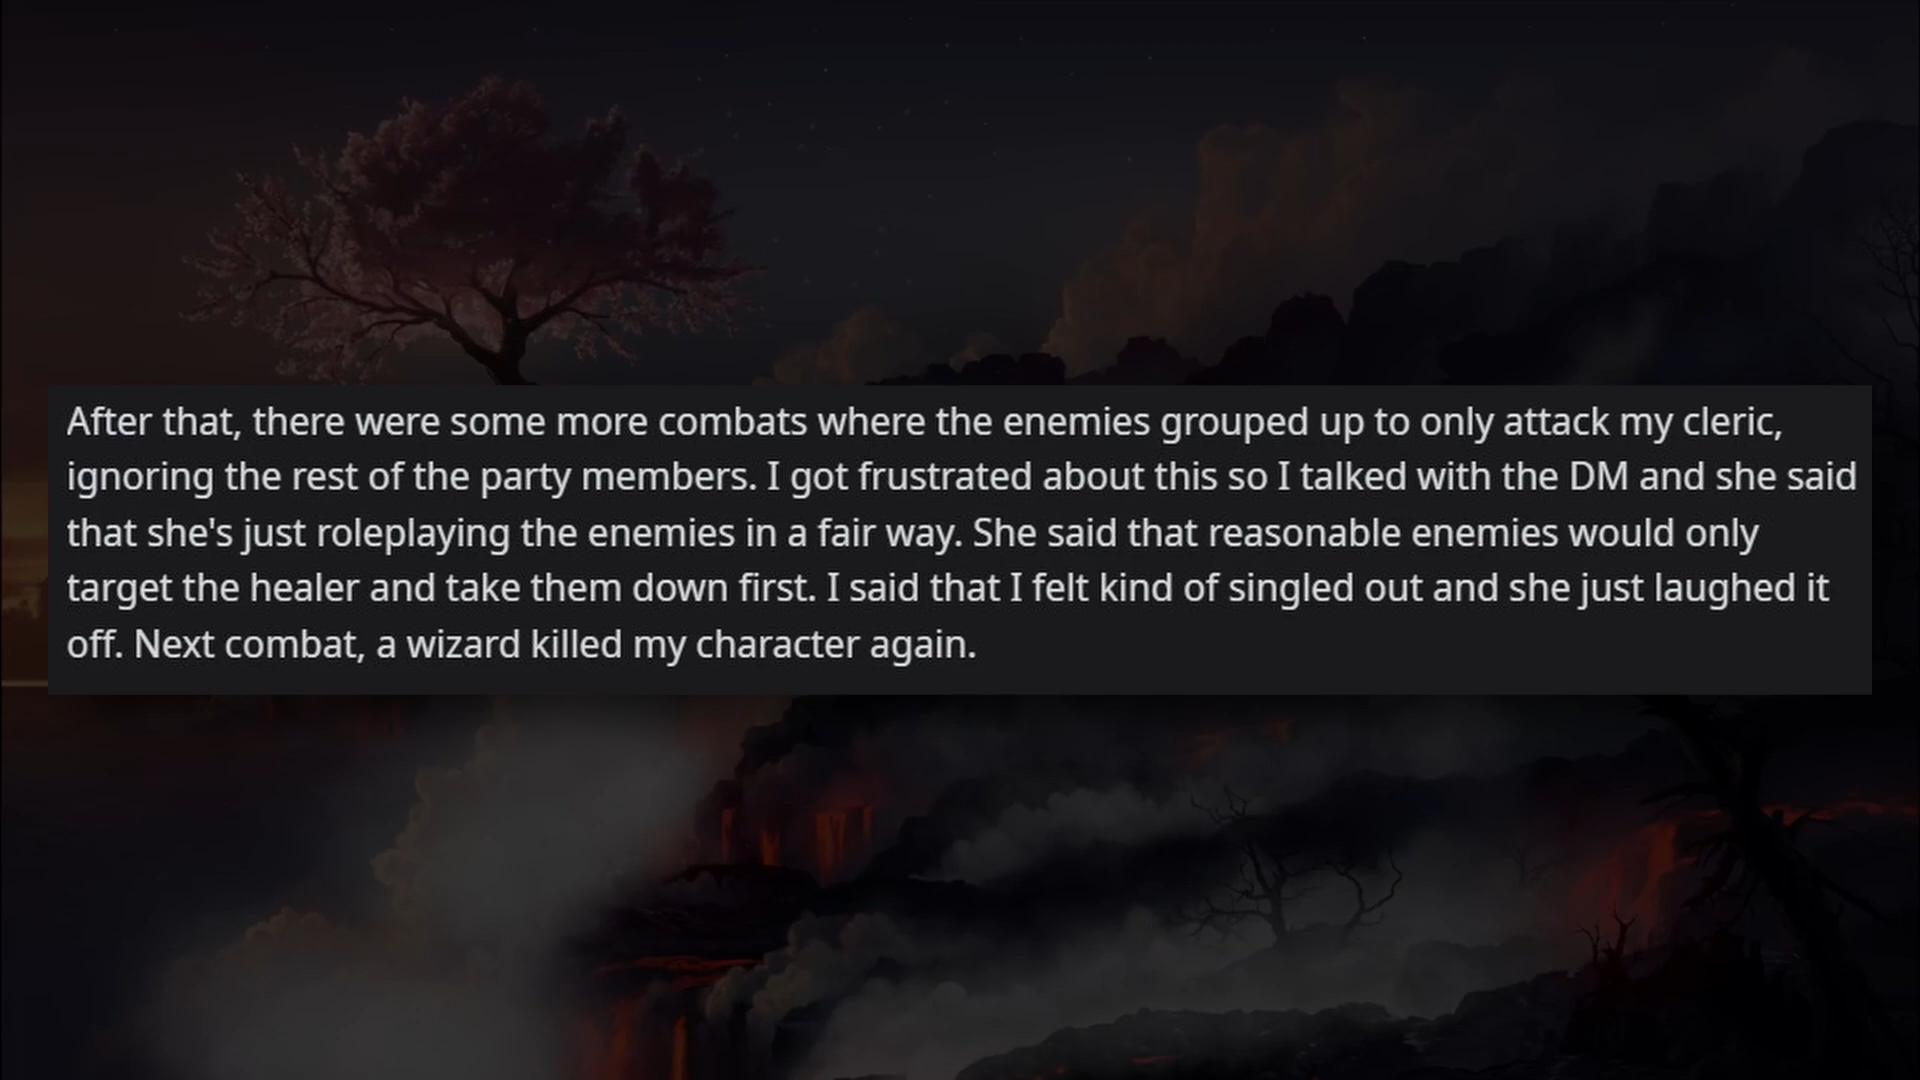 After that, there were some more combats where the enemies grouped up to only attack my cleric,
ignoring the rest of the party members. I got frustrated about this so I talked with the DM and she said
that she's just roleplaying the enemies in a fair way. She said that reasonable enemies would only
target the healer and take them down first. I said that I felt kind of singled out and she just laughed it
off. Next combat, a wizard killed my character again.